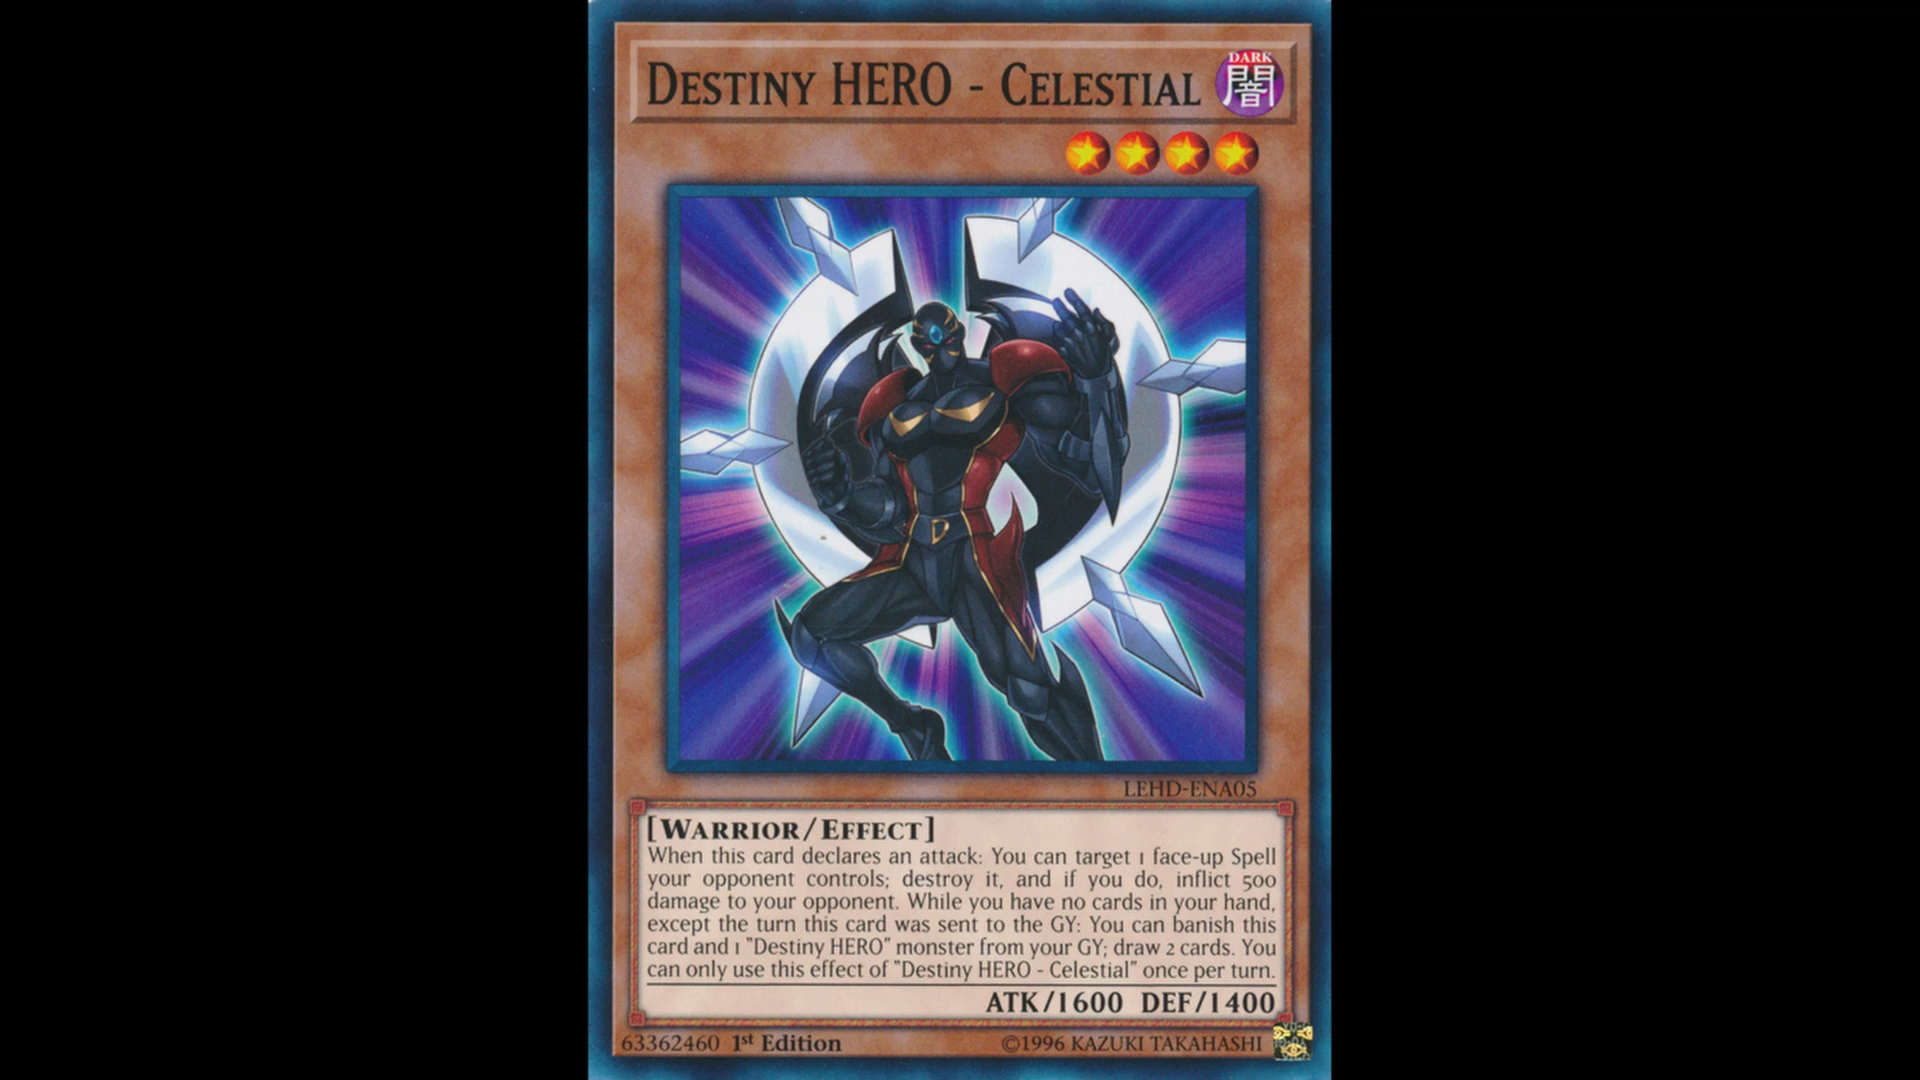 DESTINY HERO - CELESTIAL
DARK
闇
D
LEHD-ENA05
[WARRIOR/EFFECT]
When this card declares an attack: You can target 1 face-up Spell
your opponent controls; destroy it, and if you do, inflict 500
damage to your opponent. While you have no cards in your hand,
except the turn this card was sent to the GY: You can banish this
card and 1 "Destiny HERO" monster from your GY; draw 2 cards. You
can only use this effect of "Destiny HERO - Celestial" once per turn.
ATK/1600 DEF/1400
63362460 1st Edition
©1996 KAZUKI TAKAHASHI